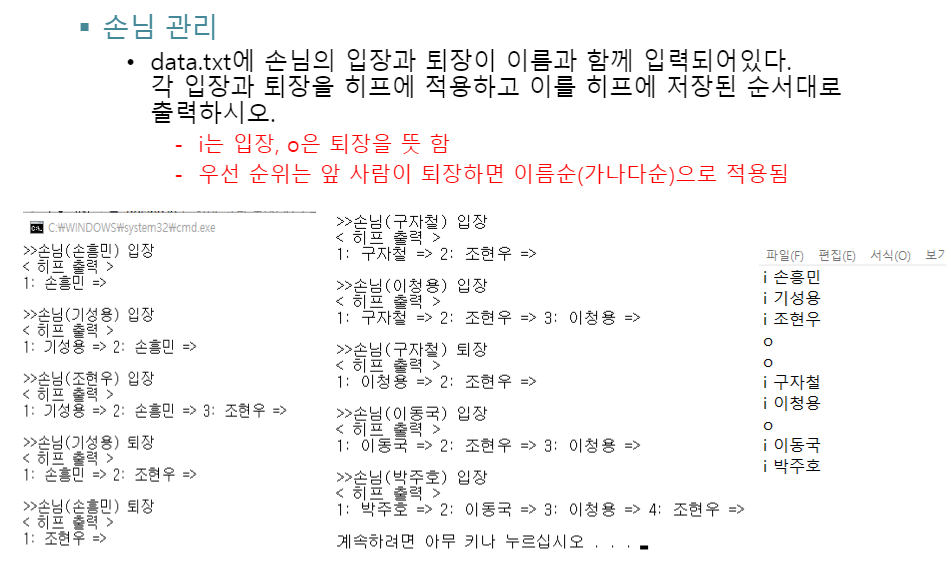 ▪ 손님 관리
• data.txt에 손님의 입장과 퇴장이 이름과 함께 입력되어있다.
각 입장과 퇴장을 히프에 적용하고 이를 히프에 저장된 순서대로
출력하시오.
- i는 입장, o은 퇴장을 뜻 함
- 우선 순위는 앞 사람이 퇴장하면 이름순(가나다순)으로 적용됨
C:₩WINDOWS₩system32₩cmd.exe
>>손님(손흥민) 입장
< 히프 출력 >
1: 손흥민 =>
>>손님(기성용) 입장
< 히프 출력 >
1: 기성용 => 2: 손흥민 =>
>>손님(조현우) 입장
< 히프 출력 >
1: 기성용 => 2: 손흥민 => 3: 조현우 =>
>>손님(기성용) 퇴장
< 히프 출력 >
1: 손흥민 => 2: 조현우 =>
>>손님(손흥민) 퇴장
< 히프 출력 >
1: 조현우 =>
>>손님(구자철) 입장
< 히프 출력 >
1: 구자철 => 2: 조현우 =>
>>손님(이청용) 입장
< 히프 출력 >
1: 구자철 => 2: 조현우 => 3: 이청용 =>
>>손님(구자철) 퇴장
< 히프 출력 >
1: 이청용 => 2: 조현우 =>
>>손님(이동국) 입장
< 히프 출력 >
1: 이동국 => 2: 조현우 => 3: 이청용 =>
>>손님(박주호) 입장
< 히프 출력 >
1: 박주호 => 2: 이동국 => 3: 이청용 => 4: 조현우 =>
계속하려면 아무 키나 누르십시오 . . .
파일(F) 편집(E) 서식(O) 보기
i 손흥민
i 기성용
i 조현우
o
o
i 구자철
i 이청용
o
i 이동국
i 박주호